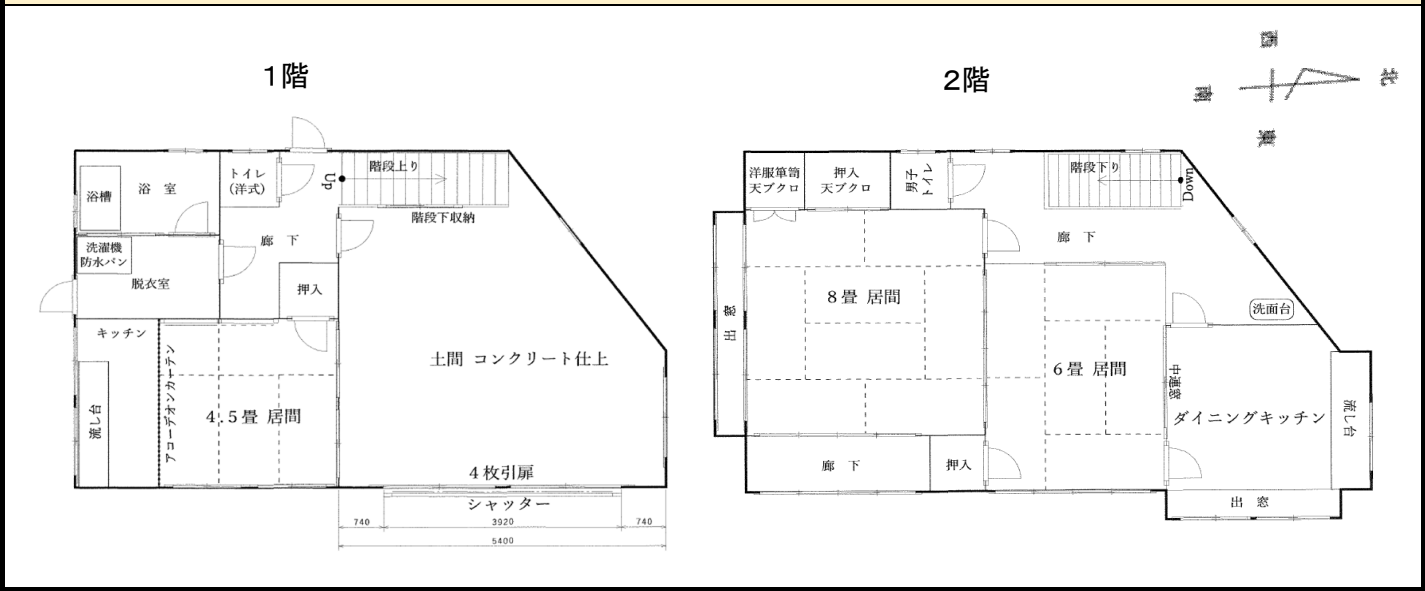 1階
2階
西
北
南
東
浴槽
浴 室
トイレ
(洋式)
Up
階段上り
階段下収納
洗濯機
防水パン
廊 下
脱衣室
押入
キッチン
アコーデオンカーテン
流し台
4.5畳 居間
土間 コンクリート仕上
4枚引扉
シャッター
740
3920
740
5400
洋服箪笥
天ブクロ
押入
天ブクロ
男子
トイレ
階段下り
Down
廊 下
洗面台
出 窓
8畳 居間
6畳 居間
中連窓
ダイニングキッチン
流し台
廊 下
押入
出 窓